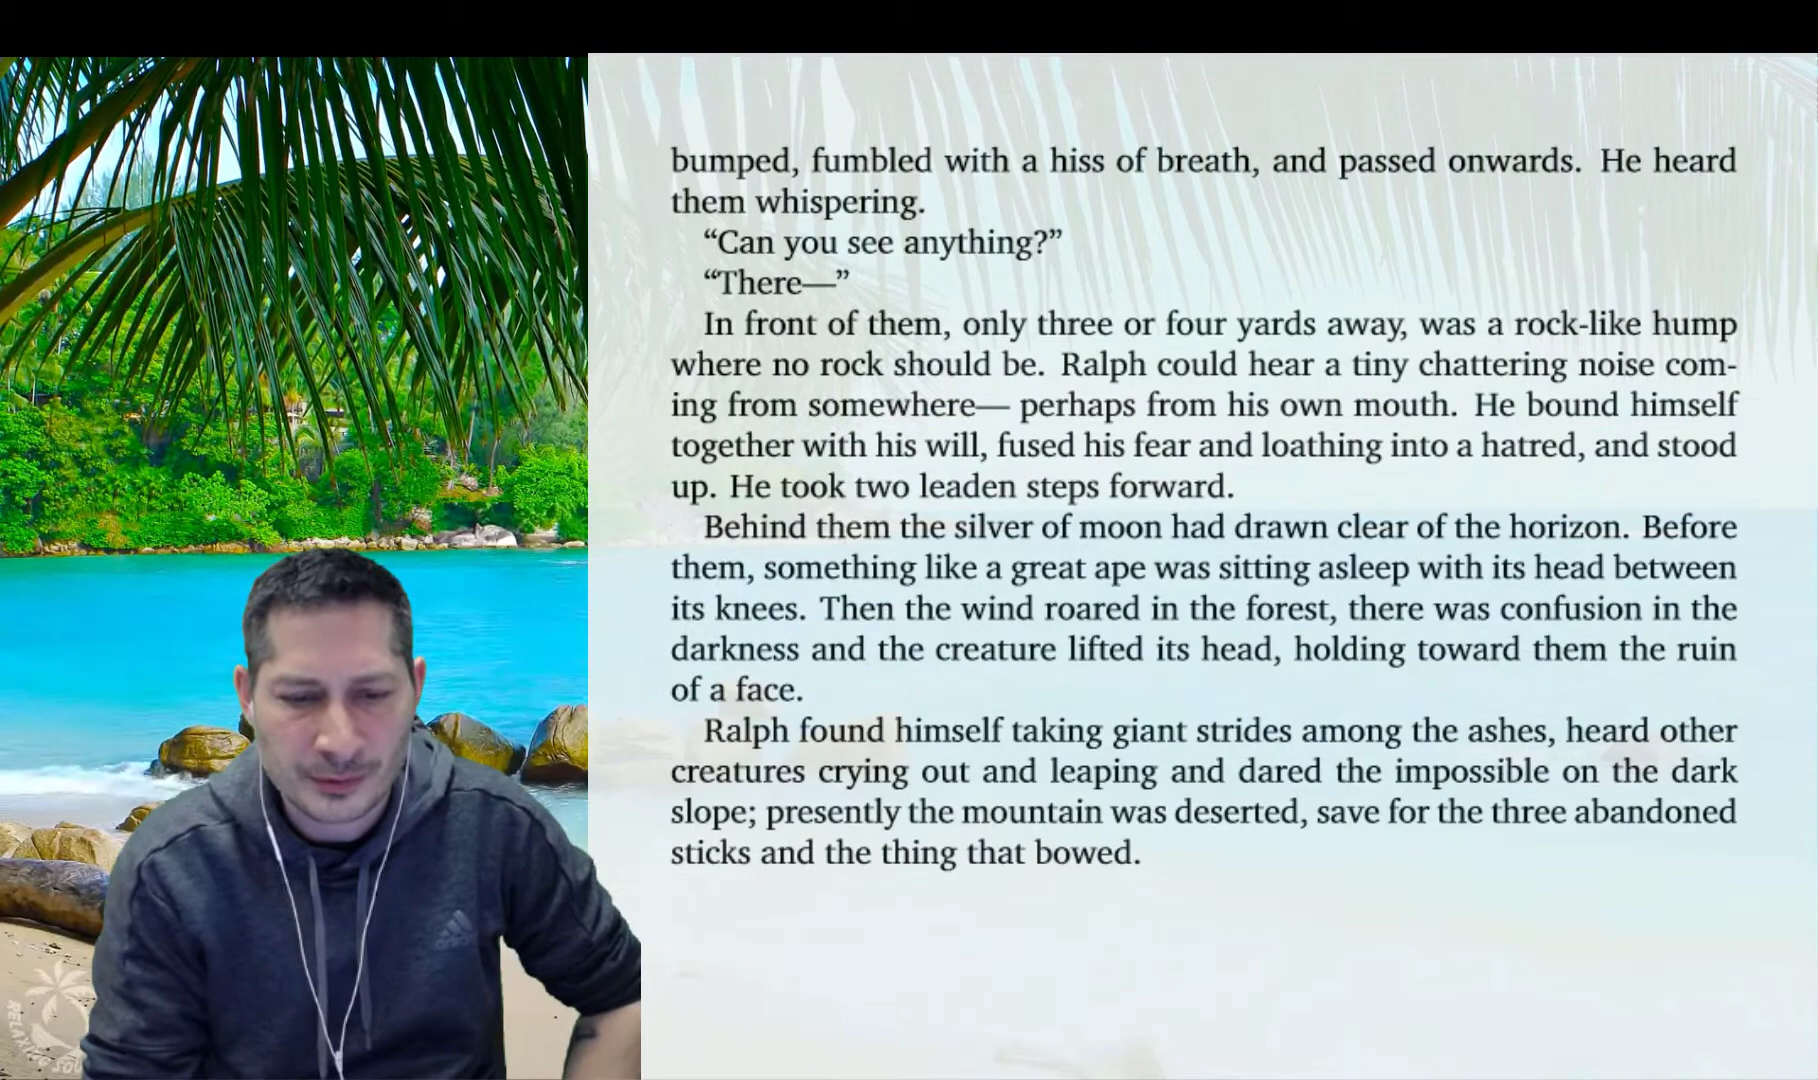 bumped, fumbled with a hiss of breath, and passed onwards. He heard
them whispering.
“Can you see anything?”
“There—”
In front of them, only three or four yards away, was a rock-like hump
where no rock should be. Ralph could hear a tiny chattering noise com-
ing from somewhere— perhaps from his own mouth. He bound himself
together with his will, fused his fear and loathing into a hatred, and stood
up. He took two leaden steps forward.
Behind them the silver of moon had drawn clear of the horizon. Before
them, something like a great ape was sitting asleep with its head between
its knees. Then the wind roared in the forest, there was confusion in the
darkness and the creature lifted its head, holding toward them the ruin
of a face.
Ralph found himself taking giant strides among the ashes, heard other
creatures crying out and leaping and dared the impossible on the dark
slope; presently the mountain was deserted, save for the three abandoned
sticks and the thing that bowed.
adidas
RELAXING SOU